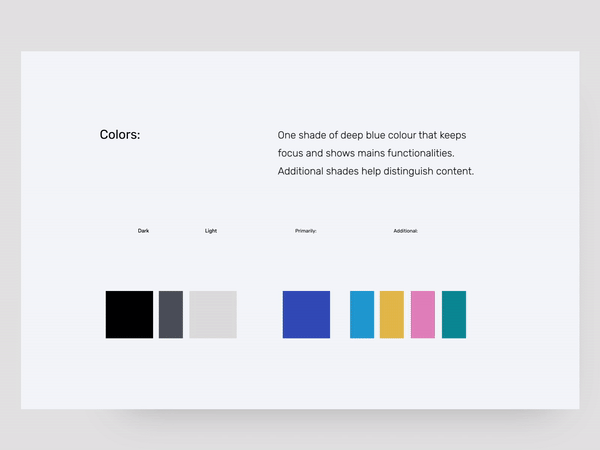 Colors:
One shade of deep blue colour that keeps
focus and shows mains functionalities.
Additional shades help distinguish content.
Dark
Light
Primarily:
Additional: